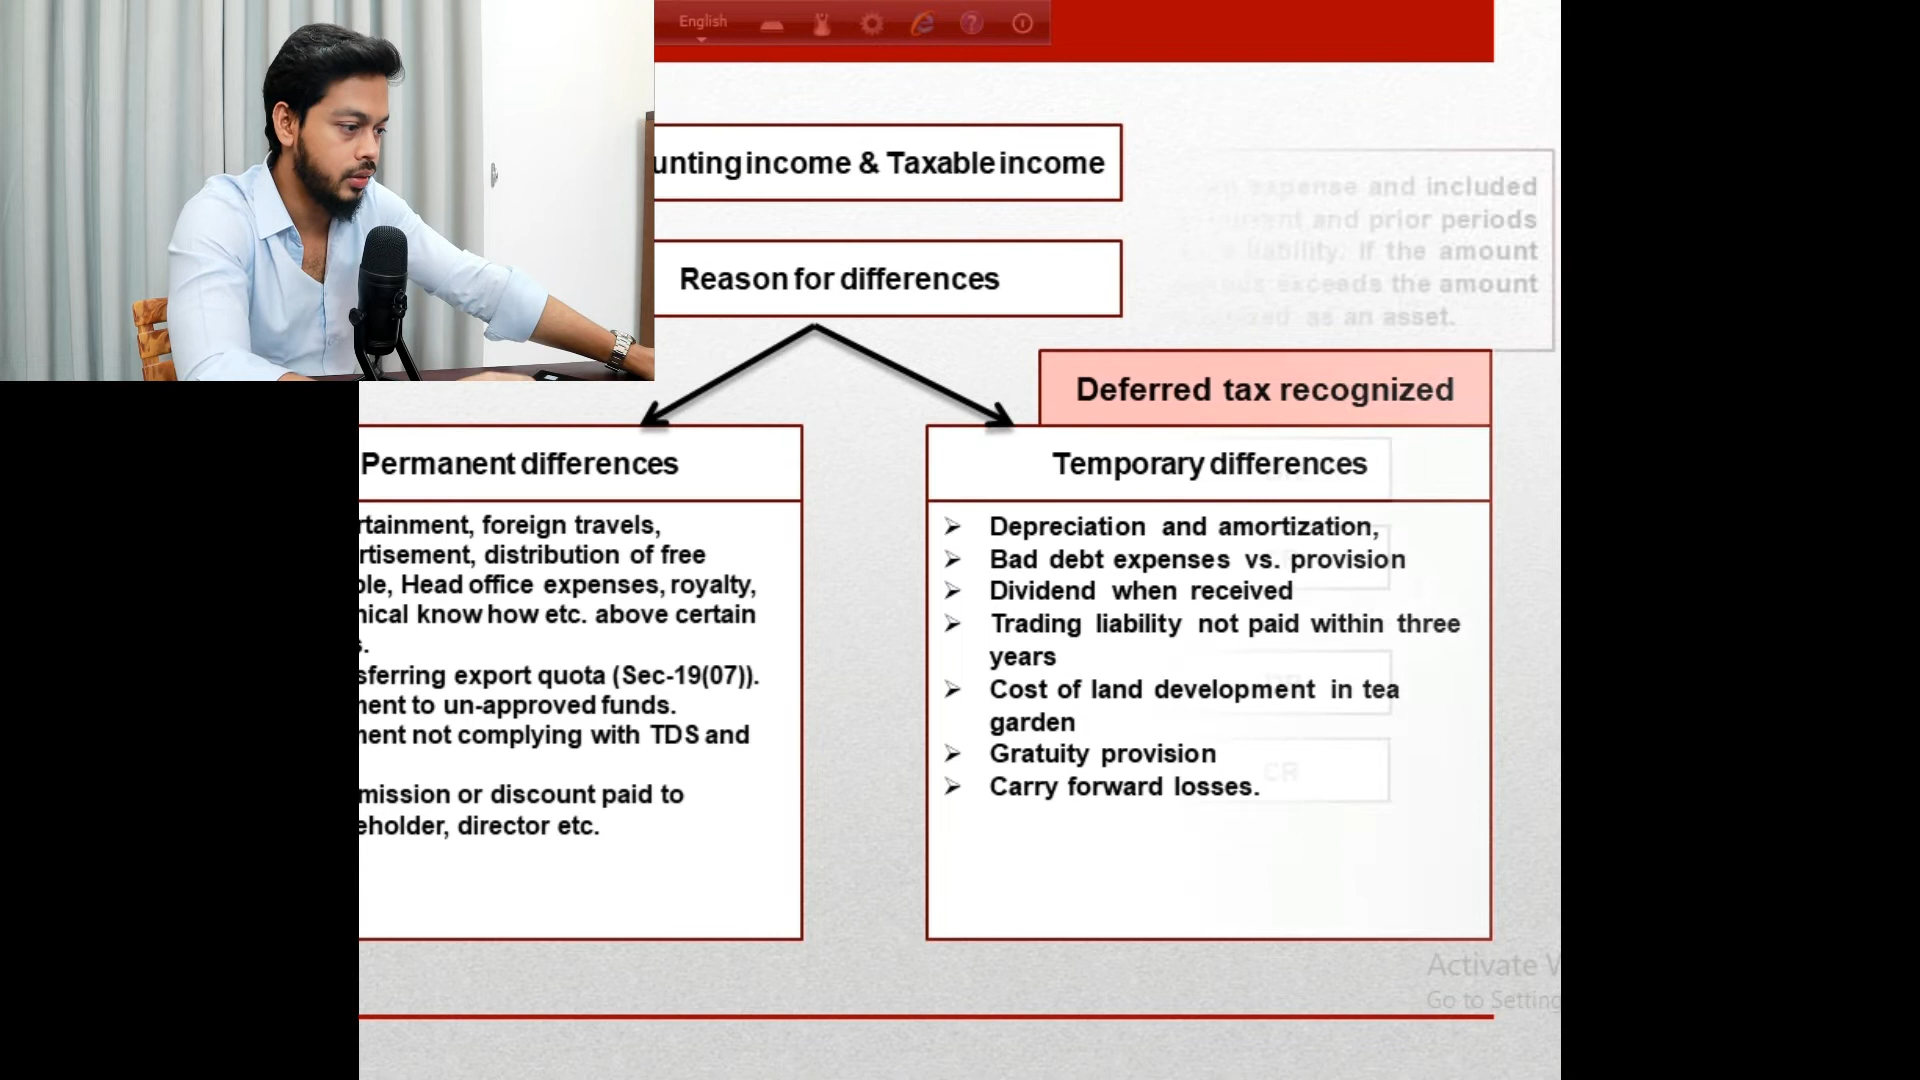 English
unting income & Taxable income
expense and included
and prior periods
liability. If the amount
exceeds the amount
as an asset.
Reason for differences
Deferred tax recognized
Permanent differences
rtainment, foreign travels,
rtisement, distribution of free
ple, Head office expenses, royalty,
nical know how etc. above certain
s.
sferring export quota (Sec-19(07)).
ment to un-approved funds.
ment not complying with TDS and
mission or discount paid to
eholder, director etc.
Temporary differences
Depreciation and amortization,
Bad debt expenses vs. provision
Dividend when received
Trading liability not paid within three
years
Cost of land development in tea
garden
Gratuity provision
Carry forward losses.
CR
Activate
Go to Setting